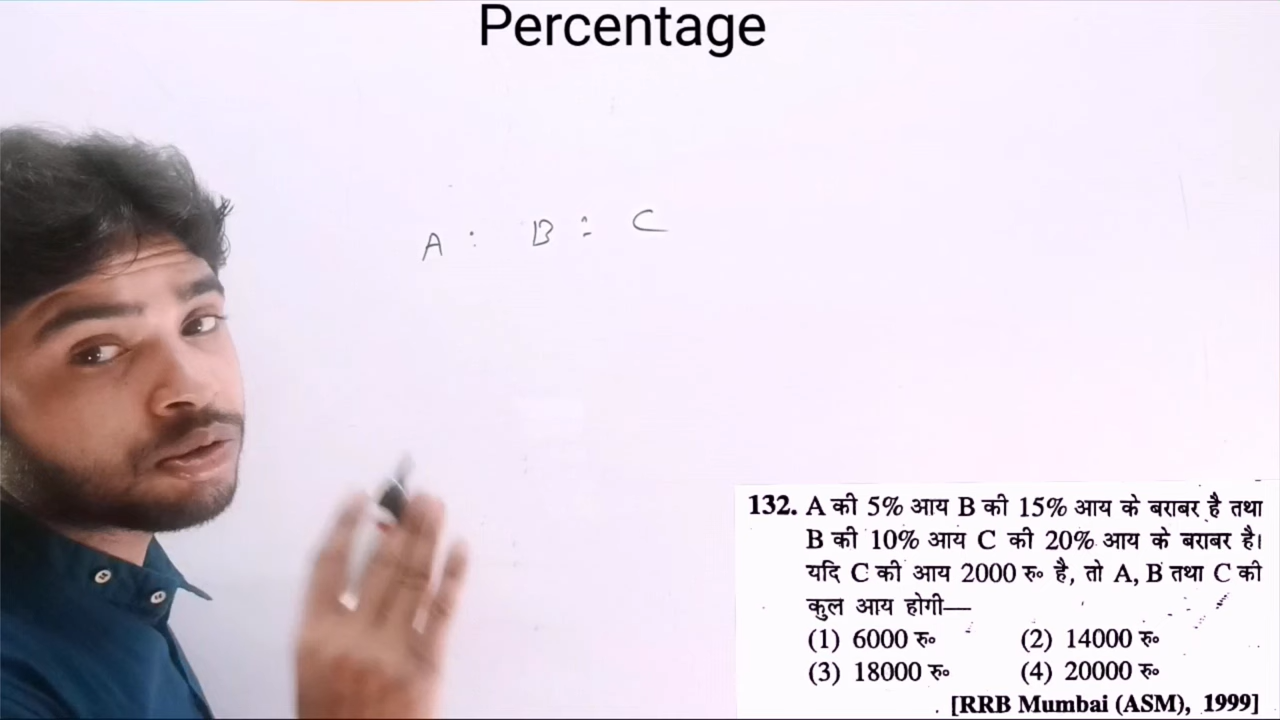 Percentage
A : B : C
132. A की 5% आय B की 15% आय के बराबर है तथा
B की 10% आय C की 20% आय के बराबर है।
यदि C की आय 2000 रु० है, तो A, B तथा C की
कुल आय होगी—
(1) 6000 रु० (2) 14000 रु०
(3) 18000 रु० (4) 20000 रु०
[RRB Mumbai (ASM), 1999]